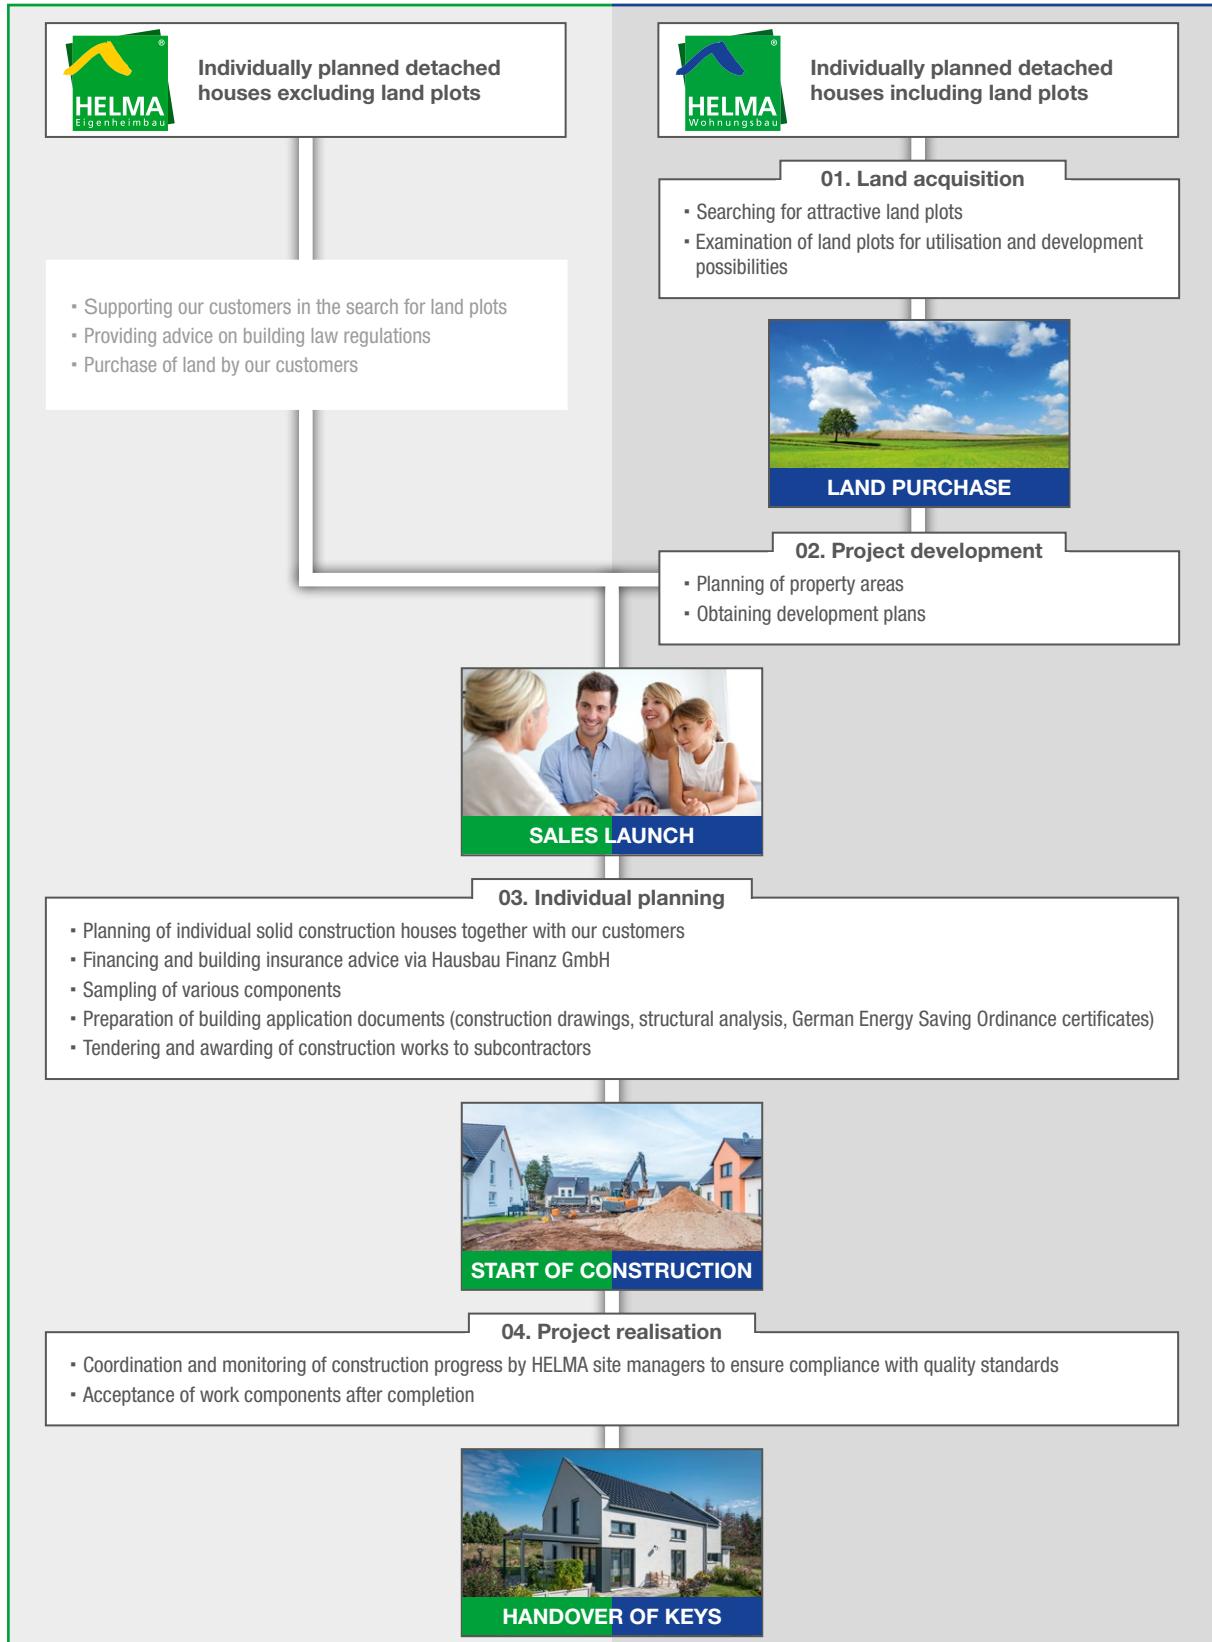 HELMA
Eigenheimbau
®
Individually planned detached
houses excluding land plots
HELMA
Wohnungsbau
®
Individually planned detached
houses including land plots
01. Land acquisition
▪ Searching for attractive land plots
▪ Examination of land plots for utilisation and development
possibilities
▪ Supporting our customers in the search for land plots
▪ Providing advice on building law regulations
▪ Purchase of land by our customers
LAND PURCHASE
02. Project development
▪ Planning of property areas
▪ Obtaining development plans
SALES LAUNCH
03. Individual planning
▪ Planning of individual solid construction houses together with our customers
▪ Financing and building insurance advice via Hausbau Finanz GmbH
▪ Sampling of various components
▪ Preparation of building application documents (construction drawings, structural analysis, German Energy Saving Ordinance certificates)
▪ Tendering and awarding of construction works to subcontractors
START OF CONSTRUCTION
04. Project realisation
▪ Coordination and monitoring of construction progress by HELMA site managers to ensure compliance with quality standards
▪ Acceptance of work components after completion
HANDOVER OF KEYS